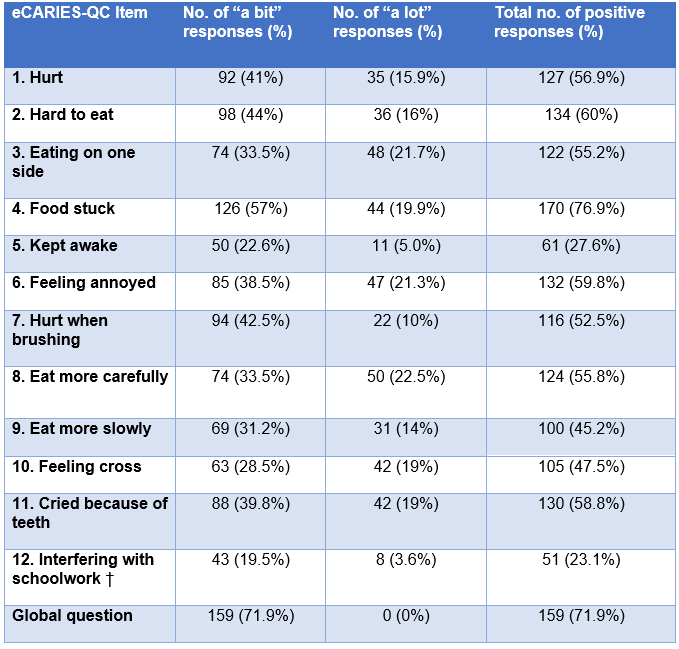 eCARIES-QC Item No. of “a bit” No. of “a lot” Total no. of positive
responses (%) responses (%) responses (%)
1. Hurt 92 (41%) 35 (15.9%) 127 (56.9%)
2. Hard to eat 98 (44%) 36 (16%) 134 (60%)
3. Eating on one 74 (33.5%) 48 (21.7%) 122 (55.2%)
side
4. Food stuck 126 (57%) 44 (19.9%) 170 (76.9%)
5. Kept awake 50 (22.6%) 11 (5.0%) 61 (27.6%)
6. Feeling annoyed 85 (38.5%) 47 (21.3%) 132 (59.8%)
7. Hurt when 94 (42.5%) 22 (10%) 116 (52.5%)
brushing
8. Eat more carefully 74 (33.5%) 50 (22.5%) 124 (55.8%)
9. Eat more slowly 69 (31.2%) 31 (14%) 100 (45.2%)
10. Feeling cross 63 (28.5%) 42 (19%) 105 (47.5%)
11. Cried because of 88 (39.8%) 42 (19%) 130 (58.8%)
teeth
12. Interfering with 43 (19.5%) 8 (3.6%) 51 (23.1%)
schoolwork †
Global question 159 (71.9%) 0 (0%) 159 (71.9%)